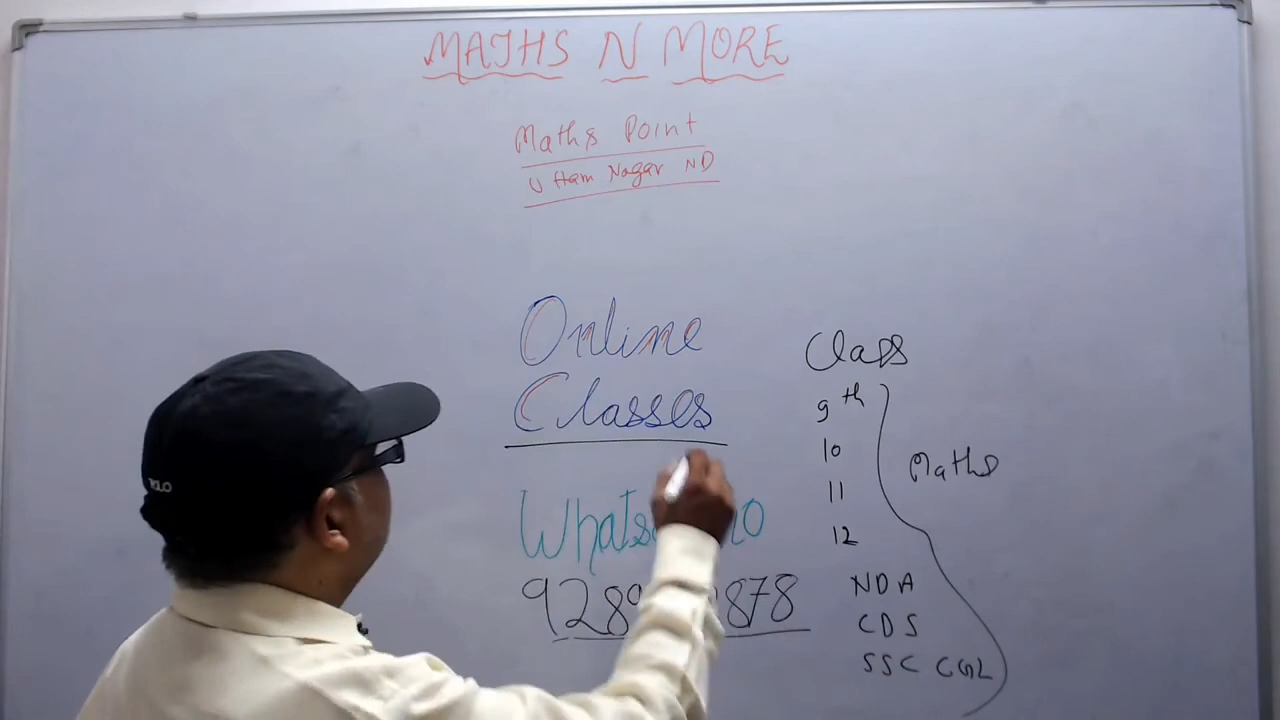 MATHS N MORE
Maths Point
Uttam Nagar ND
Online
Classes
no
878
Class
9th
10
11
12
Maths
NDA
CDS
SSC CGL